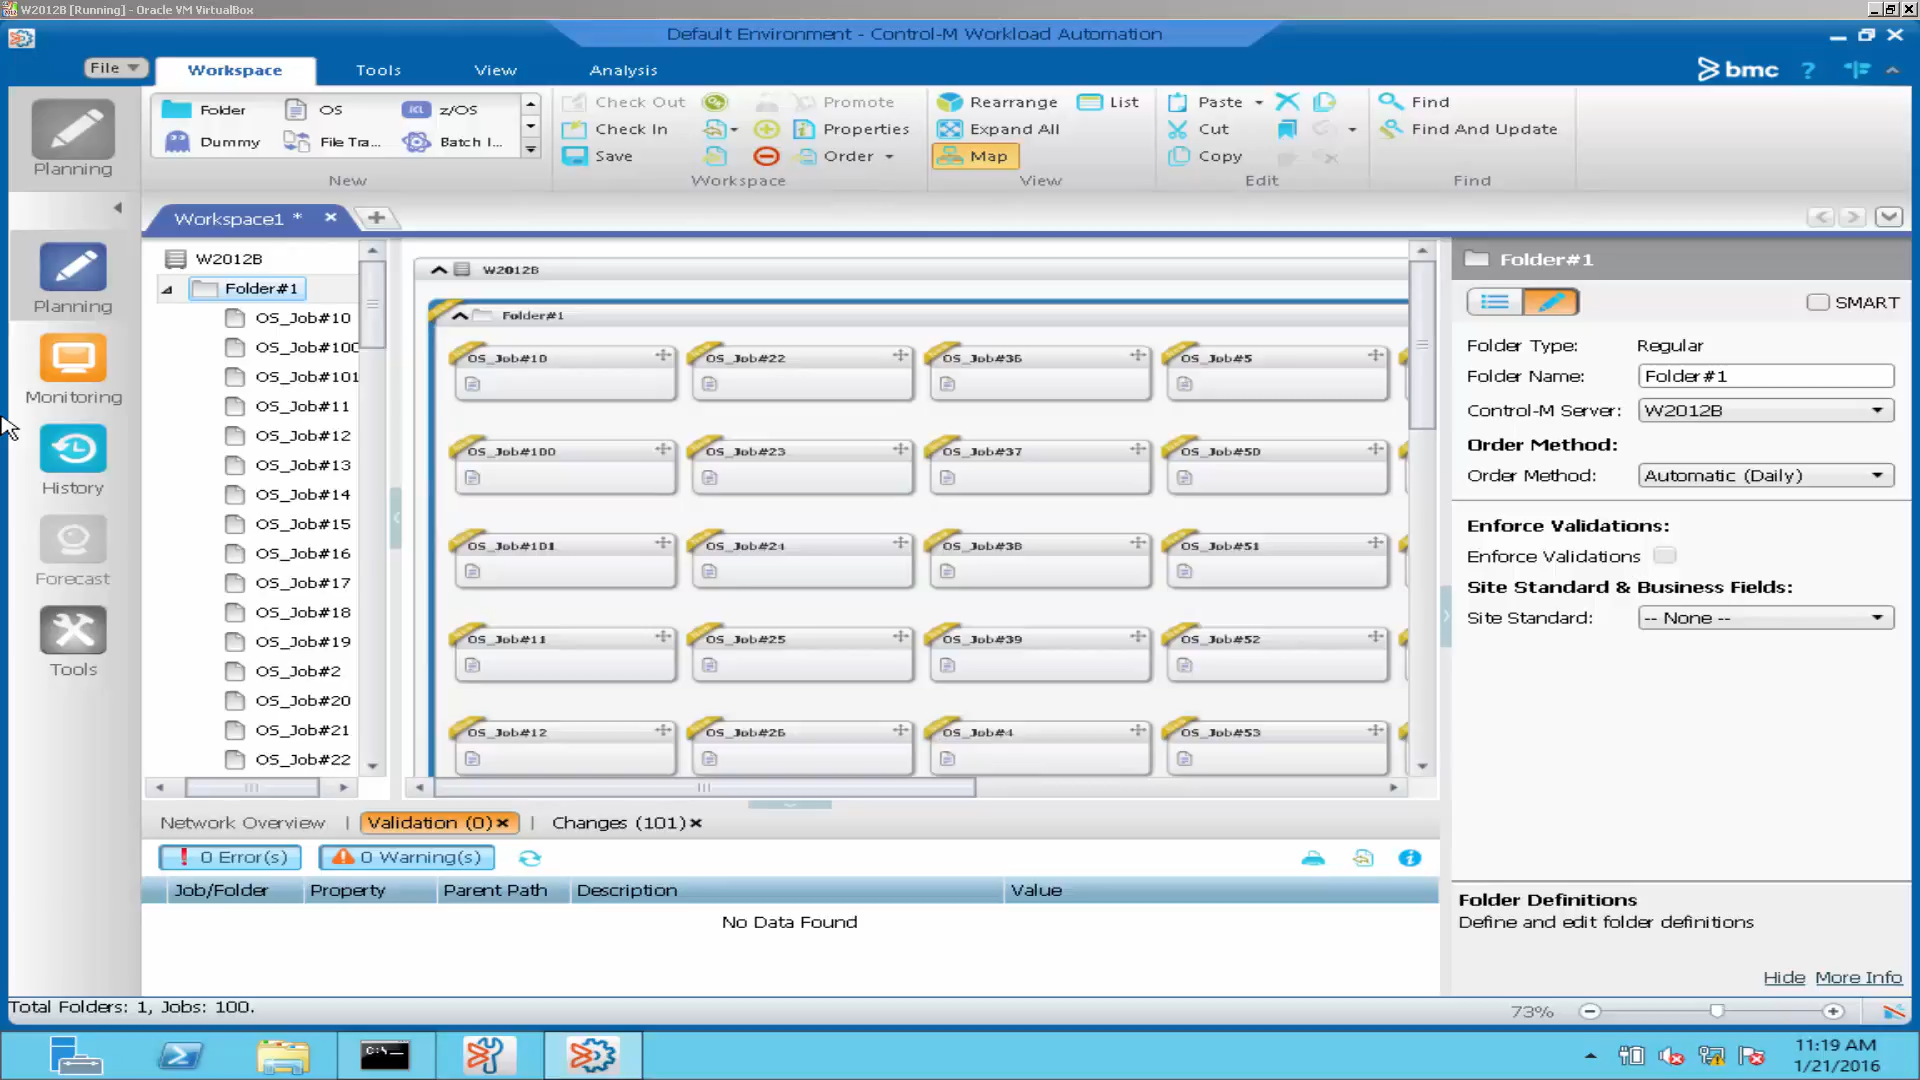 W2012B [Running] - Oracle VM VirtualBox
Default Environment - Control-M Workload Automation
File
Workspace
Tools
View
Analysis
bmc
?
Planning
Folder
OS
JCL z/OS
Dummy
File Tra...
Batch I...
New
Check Out
Check In
Save
Promote
Properties
Order
Workspace
Rearrange
List
Expand All
Map
View
Paste
Cut
Copy
Edit
Find
Find And Update
Find
Workspace1 *
Planning
Monitoring
History
Forecast
Tools
W2012B
Folder#1
OS_Job#10
OS_Job#100
OS_Job#101
OS_Job#11
OS_Job#12
OS_Job#13
OS_Job#14
OS_Job#15
OS_Job#16
OS_Job#17
OS_Job#18
OS_Job#19
OS_Job#2
OS_Job#20
OS_Job#21
OS_Job#22
W2012B
Folder#1
OS_Job#10
OS_Job#22
OS_Job#36
OS_Job#5
OS_Job#100
OS_Job#23
OS_Job#37
OS_Job#50
OS_Job#101
OS_Job#24
OS_Job#38
OS_Job#51
OS_Job#11
OS_Job#25
OS_Job#39
OS_Job#52
OS_Job#12
OS_Job#26
OS_Job#4
OS_Job#53
Folder#1
SMART
Folder Type: Regular
Folder Name: Folder#1
Control-M Server: W2012B
Order Method:
Order Method: Automatic (Daily)
Enforce Validations:
Enforce Validations
Site Standard & Business Fields:
Site Standard: -- None --
Network Overview
Validation (0)
Changes (101)
0 Error(s)
0 Warning(s)
Job/Folder
Property
Parent Path
Description
Value
No Data Found
Folder Definitions
Define and edit folder definitions
Hide
More Info
Total Folders: 1, Jobs: 100.
73%
C:\_
11:19 AM
1/21/2016